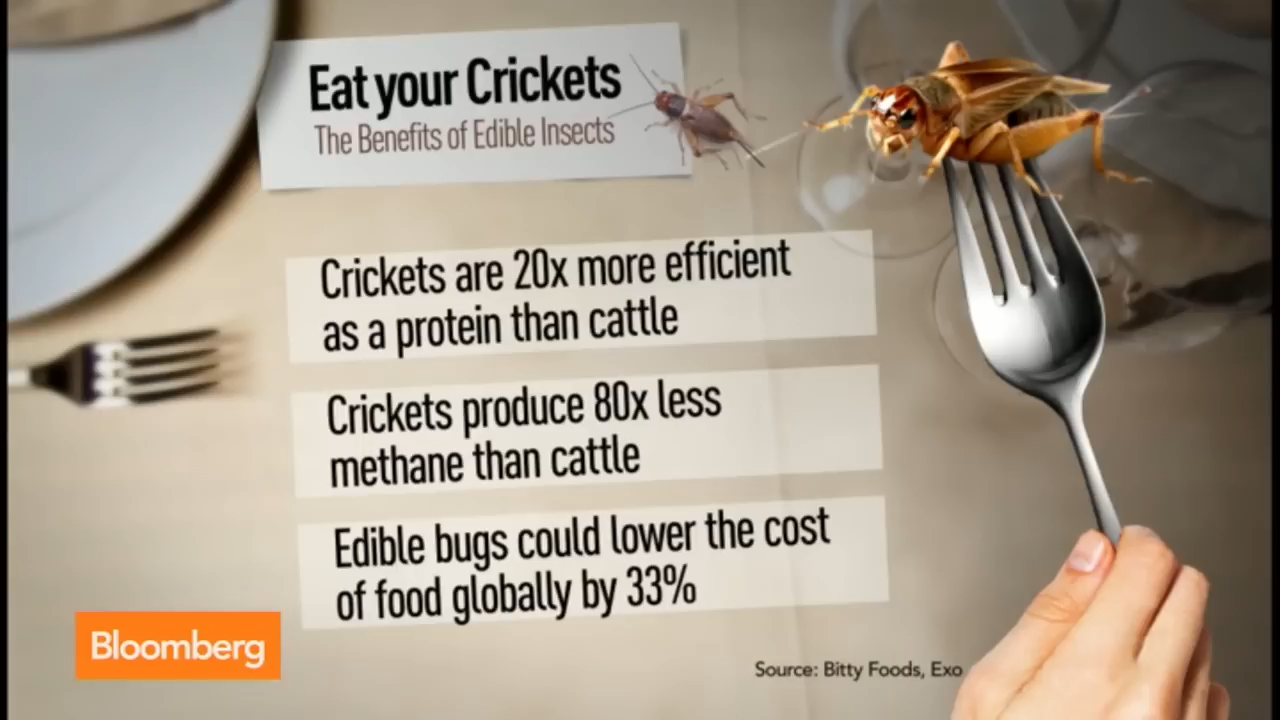 Eat your Crickets
The Benefits of Edible Insects
Crickets are 20x more efficient
as a protein than cattle
Crickets produce 80x less
methane than cattle
Edible bugs could lower the cost
of food globally by 33%
Bloomberg
Source: Bitty Foods, Exo